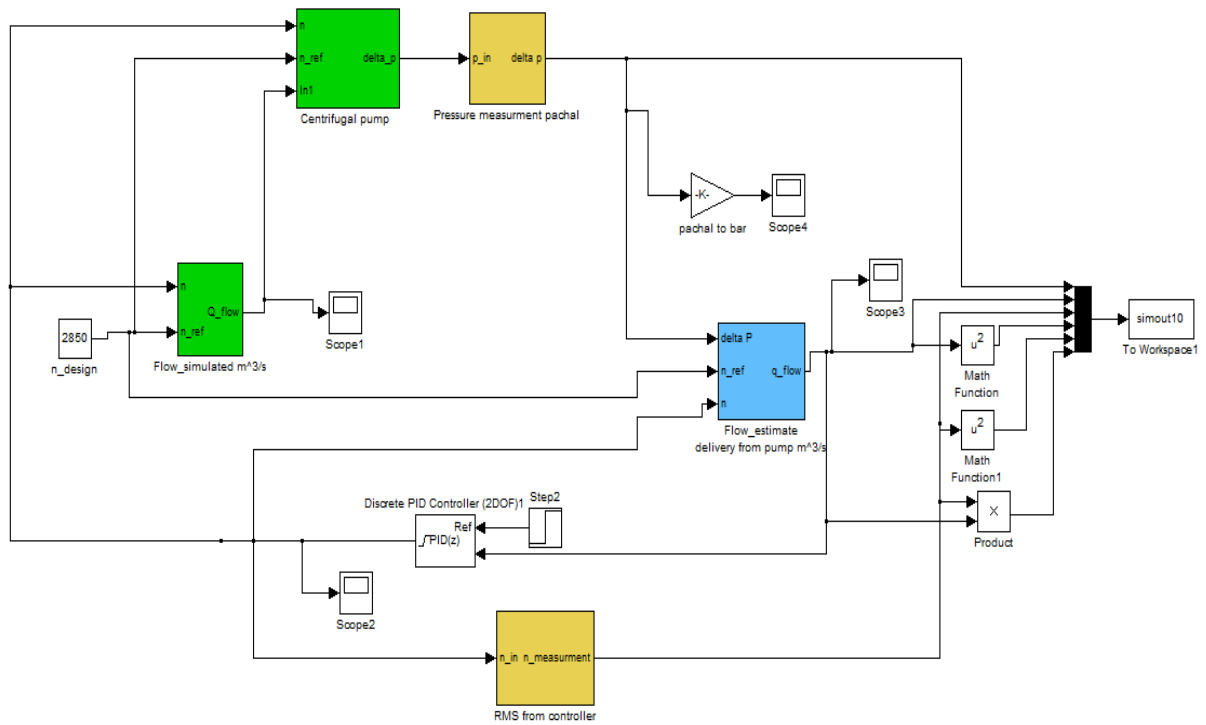 n
n_ref
In1
delta_p
Centrifugal pump
p_in
delta p
Pressure measurment pachal
-K-
pachal to bar
Scope4
n
n_ref
Q_flow
Flow_simulated m^3/s
2850
n_design
Scope1
Scope3
delta P
n_ref
n
q_flow
Flow_estimate
delivery from pump m^3/s
simout10
To Workspace1
u²
Math
Function
u²
Math
Function1
×
Product
Discrete PID Controller (2DOF)1
Step2
Ref
PID(z)
Scope2
n_in
n_measurment
RMS from controller